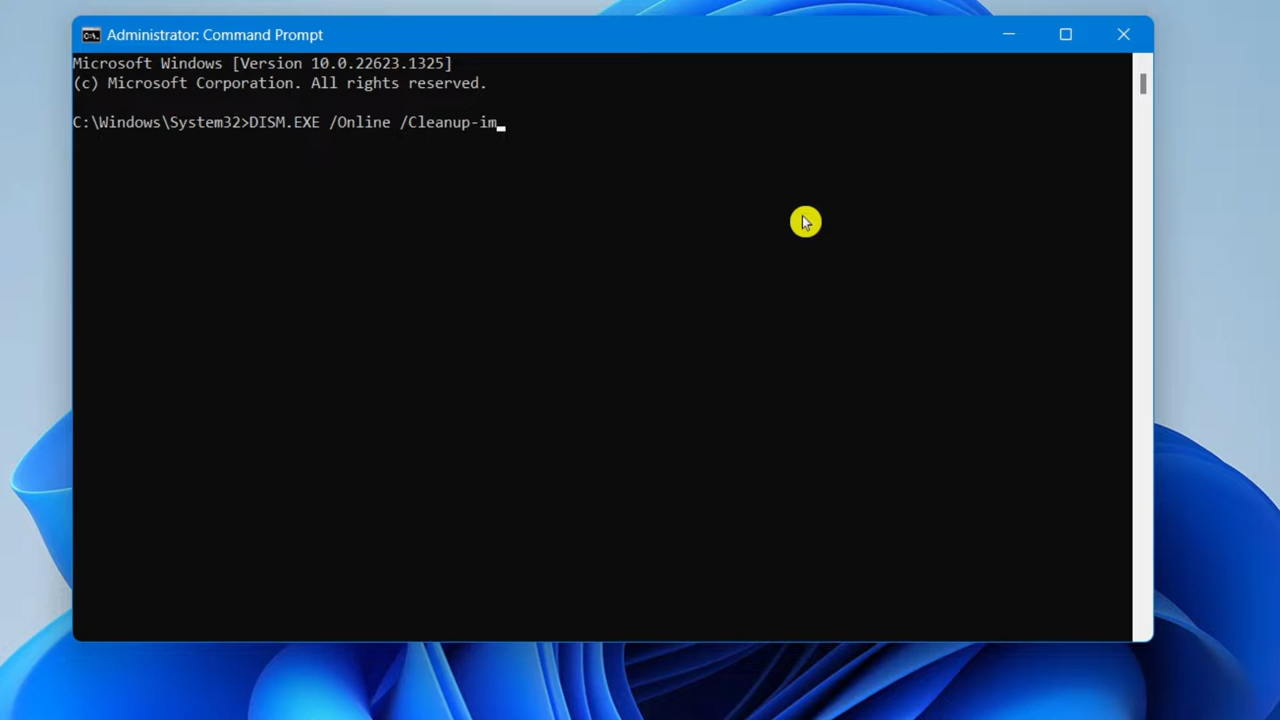 Administrator: Command Prompt
Microsoft Windows [Version 10.0.22623.1325]
(c) Microsoft Corporation. All rights reserved.
C:\Windows\System32>DISM.EXE /Online /Cleanup-im